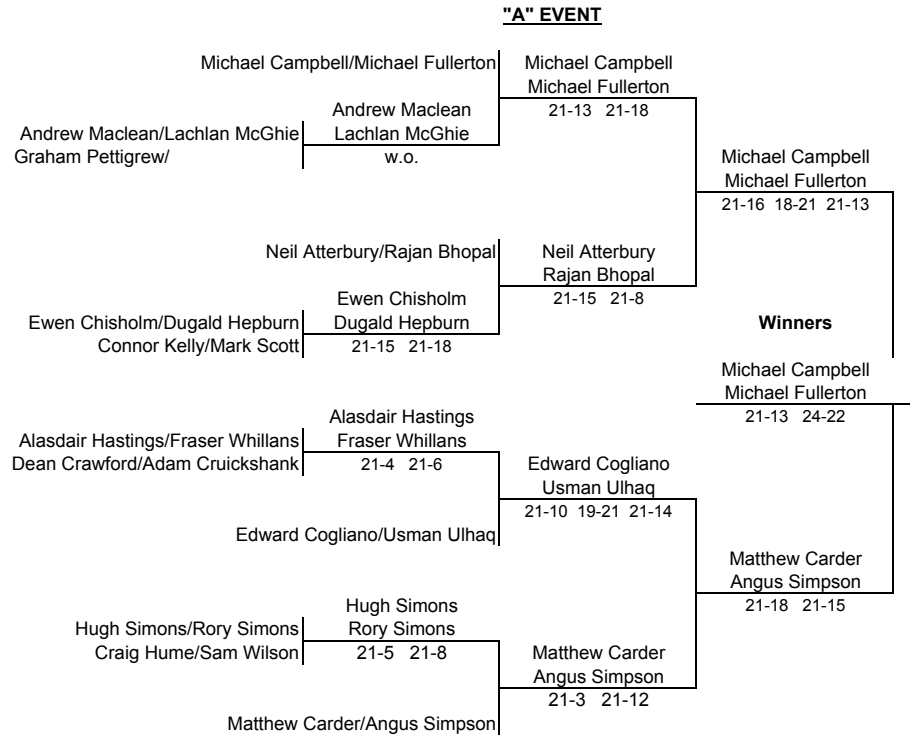 "A" EVENT
Michael Campbell/Michael Fullerton
Michael Campbell
Michael Fullerton
21-13 21-18
Andrew Maclean
Lachlan McGhie
w.o.
Andrew Maclean/Lachlan McGhie
Graham Pettigrew/
Michael Campbell
Michael Fullerton
21-16 18-21 21-13
Neil Atterbury/Rajan Bhopal
Neil Atterbury
Rajan Bhopal
21-15 21-8
Ewen Chisholm
Dugald Hepburn
21-15 21-18
Ewen Chisholm/Dugald Hepburn
Connor Kelly/Mark Scott
Winners
Michael Campbell
Michael Fullerton
21-13 24-22
Alasdair Hastings
Fraser Whillans
21-4 21-6
Alasdair Hastings/Fraser Whillans
Dean Crawford/Adam Cruickshank
Edward Cogliano
Usman Ulhaq
21-10 19-21 21-14
Edward Cogliano/Usman Ulhaq
Matthew Carder
Angus Simpson
21-18 21-15
Hugh Simons
Rory Simons
21-5 21-8
Hugh Simons/Rory Simons
Craig Hume/Sam Wilson
Matthew Carder
Angus Simpson
21-3 21-12
Matthew Carder/Angus Simpson